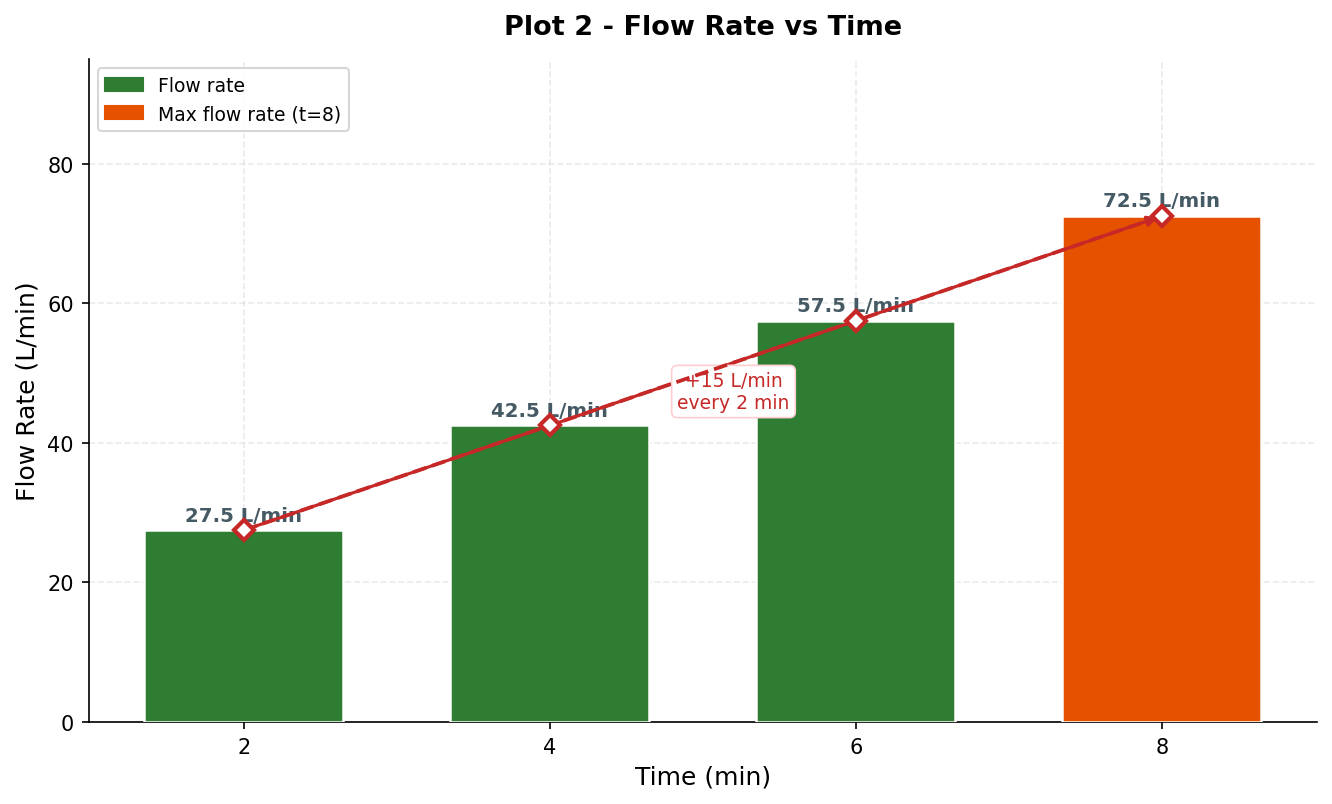 Plot 2 - Flow Rate vs Time
Flow rate
Max flow rate (t=8)
Flow Rate (L/min)
80
60
40
20
0
72.5 L/min
57.5 L/min
+15 L/min
every 2 min
42.5 L/min
27.5 L/min
2
4
6
8
Time (min)